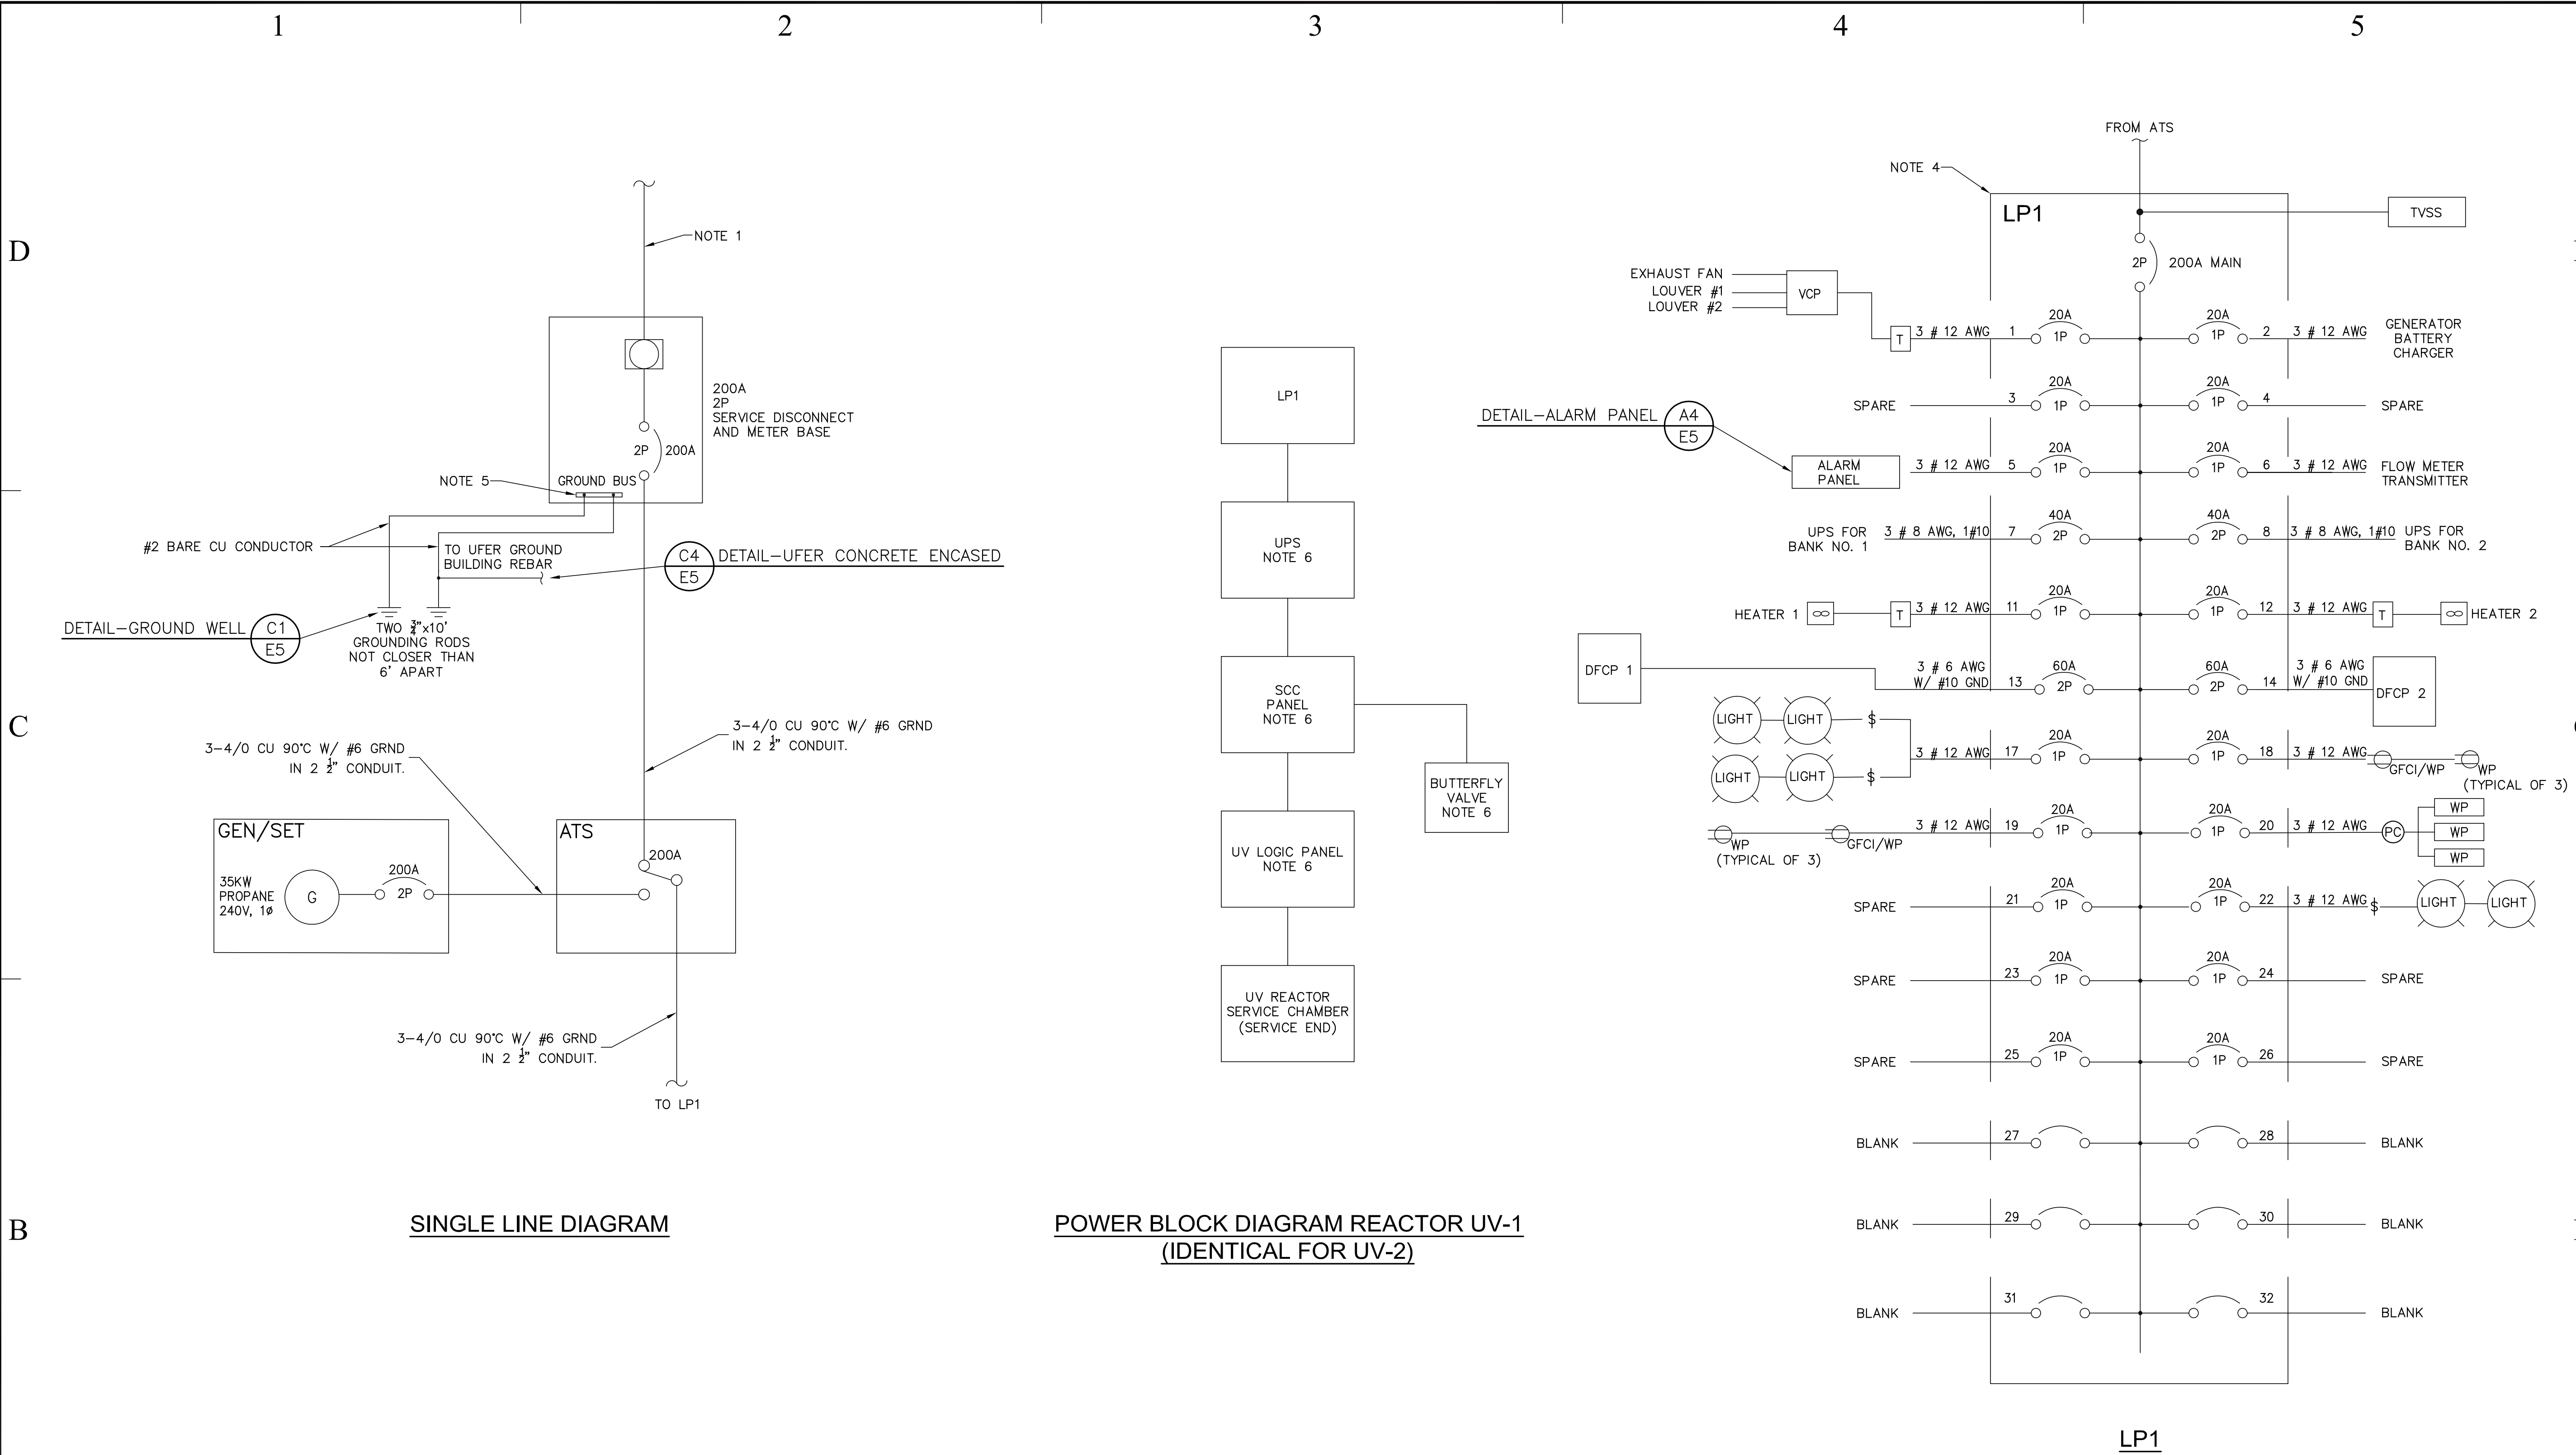 1
2
3
4
5
D
C
B
NOTE 1
200A
2P
SERVICE DISCONNECT
AND METER BASE
2P 200A
NOTE 5
GROUND BUS
#2 BARE CU CONDUCTOR
TO UFER GROUND
BUILDING REBAR
C4
E5
DETAIL-UFER CONCRETE ENCASED
DETAIL-GROUND WELL
C1
E5
TWO 3/4"x10'
GROUNDING RODS
NOT CLOSER THAN
6' APART
3-4/0 CU 90°C W/ #6 GRND
IN 2 1/2" CONDUIT.
3-4/0 CU 90°C W/ #6 GRND
IN 2 1/2" CONDUIT.
GEN/SET
35KW
PROPANE
240V, 1ø
G
200A
2P
ATS
200A
3-4/0 CU 90°C W/ #6 GRND
IN 2 1/2" CONDUIT.
TO LP1
SINGLE LINE DIAGRAM
LP1
UPS
NOTE 6
SCC
PANEL
NOTE 6
BUTTERFLY
VALVE
NOTE 6
UV LOGIC PANEL
NOTE 6
UV REACTOR
SERVICE CHAMBER
(SERVICE END)
POWER BLOCK DIAGRAM REACTOR UV-1
(IDENTICAL FOR UV-2)
FROM ATS
NOTE 4
LP1
TVSS
2P 200A MAIN
EXHAUST FAN
LOUVER #1
LOUVER #2
VCP
T
3 # 12 AWG 1 20A 1P
20A 1P 2 3 # 12 AWG
GENERATOR
BATTERY
CHARGER
SPARE 3 20A 1P
20A 1P 4 SPARE
DETAIL-ALARM PANEL
A4
E5
ALARM
PANEL
3 # 12 AWG 5 20A 1P
20A 1P 6 3 # 12 AWG
FLOW METER
TRANSMITTER
UPS FOR
BANK NO. 1
3 # 8 AWG, 1#10 7 40A 2P
40A 2P 8 3 # 8 AWG, 1#10
UPS FOR
BANK NO. 2
HEATER 1 T 3 # 12 AWG 11 20A 1P
20A 1P 12 3 # 12 AWG T HEATER 2
DFCP 1
3 # 6 AWG
W/ #10 GND 13 60A 2P
60A 2P 14
3 # 6 AWG
W/ #10 GND
DFCP 2
LIGHT LIGHT $
LIGHT LIGHT $
3 # 12 AWG 17 20A 1P
20A 1P 18 3 # 12 AWG
GFCI/WP WP
(TYPICAL OF 3)
WP GFCI/WP
(TYPICAL OF 3)
3 # 12 AWG 19 20A 1P
20A 1P 20 3 # 12 AWG PC
WP
WP
WP
SPARE 21 20A 1P
20A 1P 22 3 # 12 AWG $ LIGHT LIGHT
SPARE 23 20A 1P
20A 1P 24 SPARE
SPARE 25 20A 1P
20A 1P 26 SPARE
BLANK 27 28 BLANK
BLANK 29 30 BLANK
BLANK 31 32 BLANK
LP1